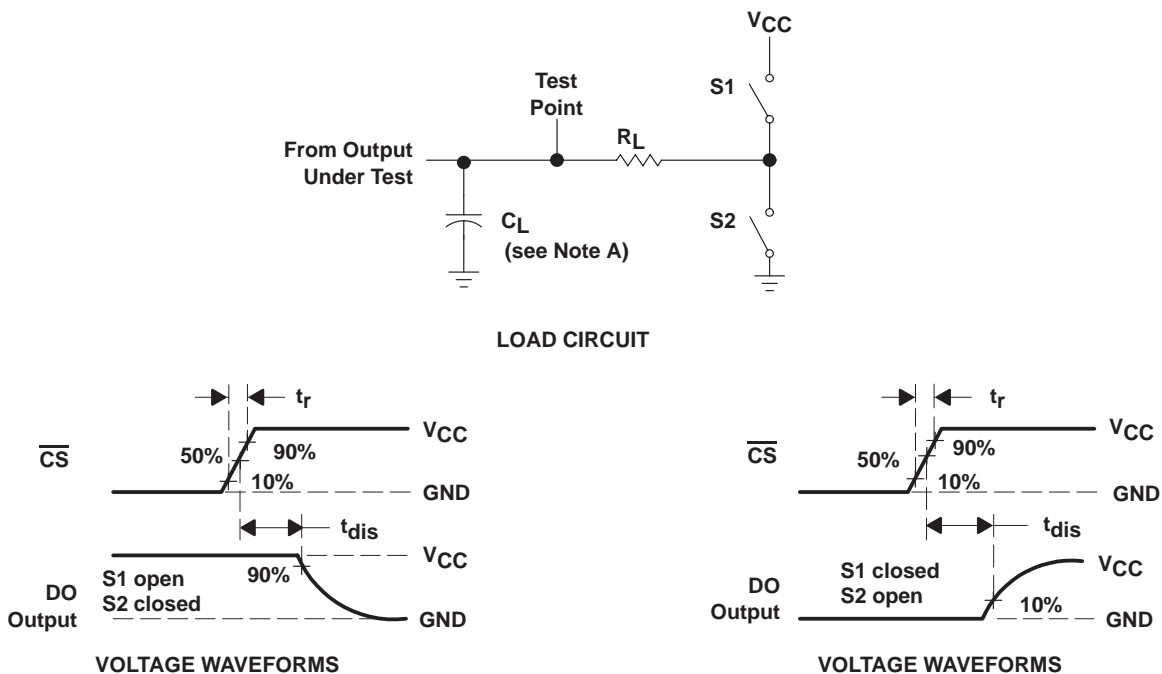 VCC
S1
Test
Point
RL
From Output
Under Test
CL
(see Note A)
S2
LOAD CIRCUIT
tr
CS
50%
90%
10%
VCC
GND
tdis
DO
Output
S1 open
S2 closed
90%
VCC
GND
VOLTAGE WAVEFORMS
tr
CS
50%
90%
10%
VCC
GND
tdis
DO
Output
S1 closed
S2 open
10%
VCC
GND
VOLTAGE WAVEFORMS